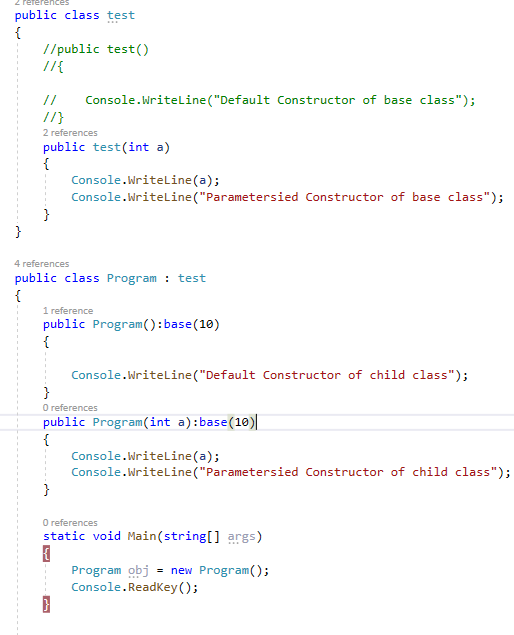 2 references
public class test
{
//public test()
//{
//    Console.WriteLine("Default Constructor of base class");
//}
2 references
public test(int a)
{
Console.WriteLine(a);
Console.WriteLine("Parametersied Constructor of base class");
}
}
4 references
public class Program : test
{
1 reference
public Program():base(10)
{
Console.WriteLine("Default Constructor of child class");
}
0 references
public Program(int a):base(10)
{
Console.WriteLine(a);
Console.WriteLine("Parametersied Constructor of child class");
}
0 references
static void Main(string[] args)
{
Program obj = new Program();
Console.ReadKey();
}